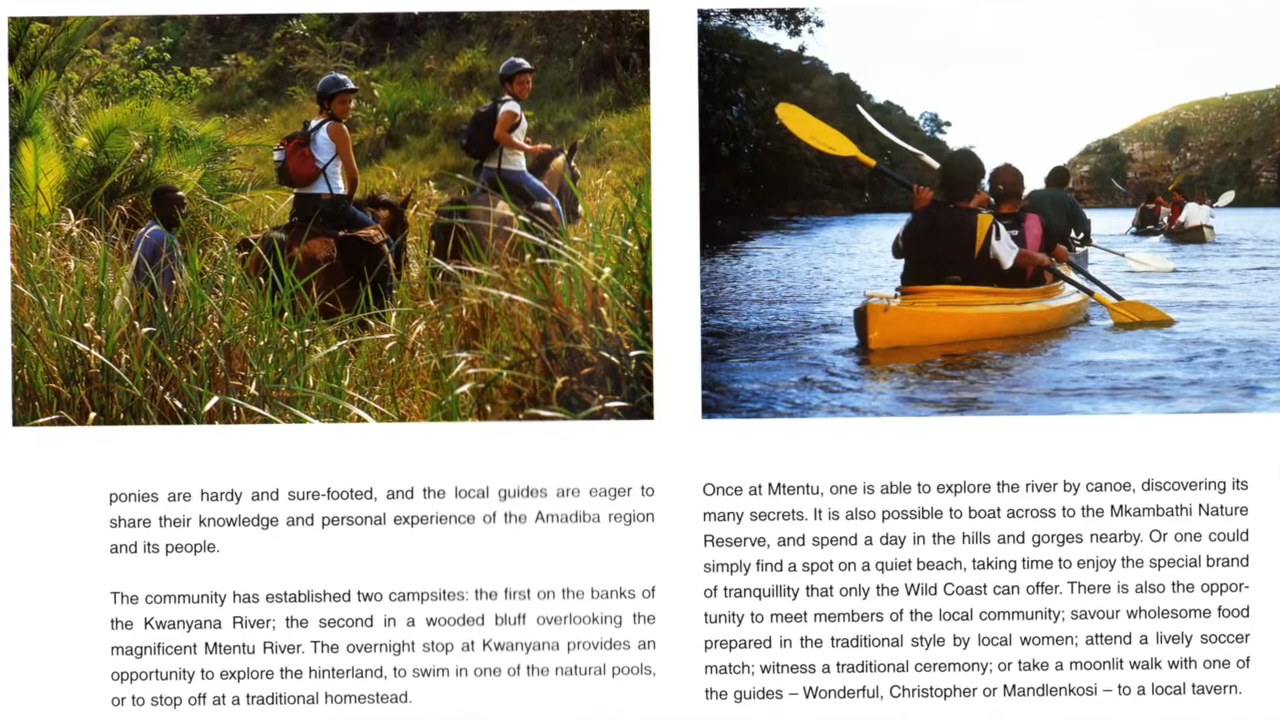 ponies are hardy and sure-footed, and the local guides are eager to
share their knowledge and personal experience of the Amadiba region
and its people.
The community has established two campsites: the first on the banks of
the Kwanyana River; the second in a wooded bluff overlooking the
magnificent Mtentu River. The overnight stop at Kwanyana provides an
opportunity to explore the hinterland, to swim in one of the natural pools,
or to stop off at a traditional homestead.
Once at Mtentu, one is able to explore the river by canoe, discovering its
many secrets. It is also possible to boat across to the Mkambathi Nature
Reserve, and spend a day in the hills and gorges nearby. Or one could
simply find a spot on a quiet beach, taking time to enjoy the special brand
of tranquillity that only the Wild Coast can offer. There is also the oppor-
tunity to meet members of the local community; savour wholesome food
prepared in the traditional style by local women; attend a lively soccer
match; witness a traditional ceremony; or take a moonlit walk with one of
the guides – Wonderful, Christopher or Mandlenkosi – to a local tavern.